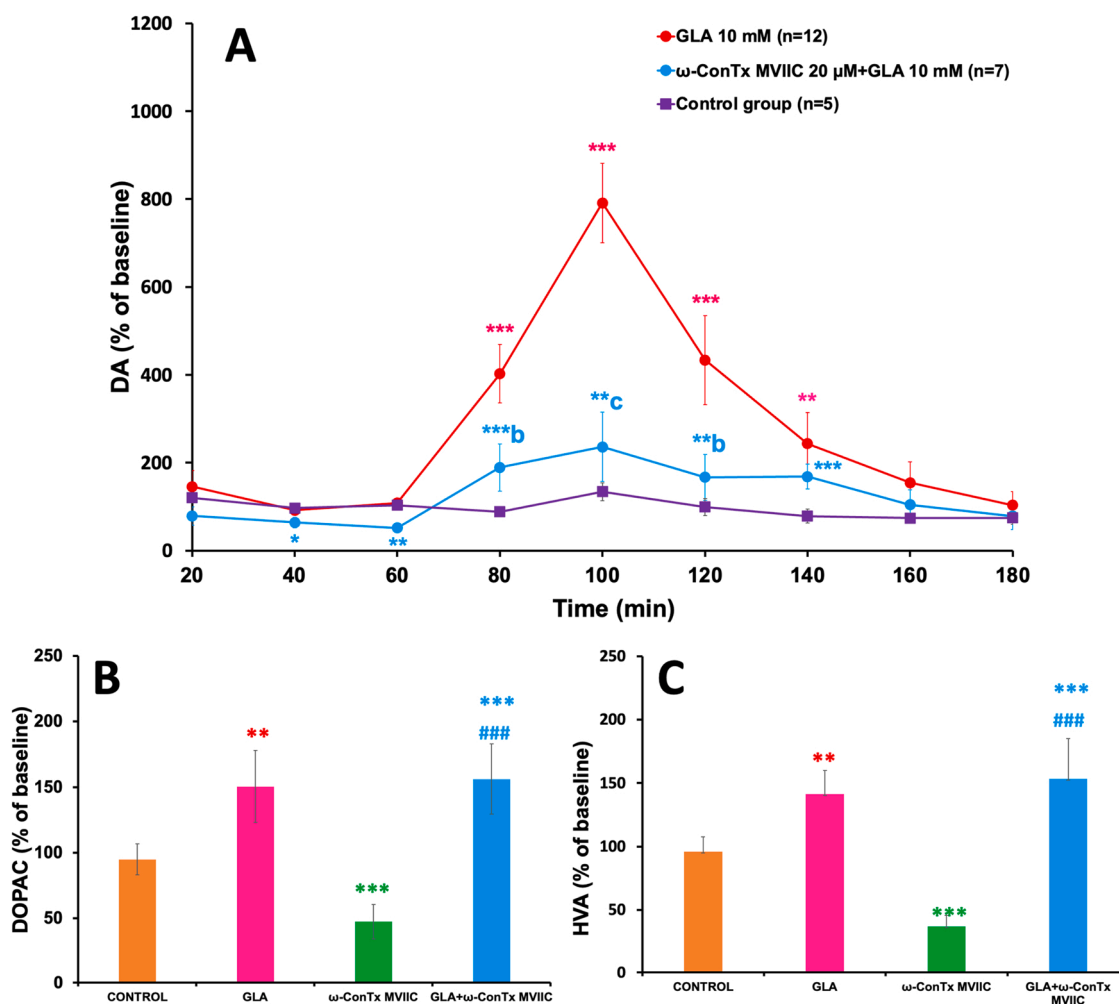 A
GLA 10 mM (n=12)
ω-ConTx MVIIC 20 μM+GLA 10 mM (n=7)
Control group (n=5)
DA (% of baseline)
1200
1000
800
600
400
200
0
***
***
***
**
***b
**c
**b
***
*
**
20 40 60 80 100 120 140 160 180
Time (min)
B
DOPAC (% of baseline)
250
200
150
100
50
0
**
***
***
###
CONTROL GLA ω-ConTx MVIIC GLA+ω-ConTx MVIIC
C
HVA (% of baseline)
250
200
150
100
50
0
**
***
***
###
CONTROL GLA ω-ConTx MVIIC GLA+ω-ConTx
MVIIC